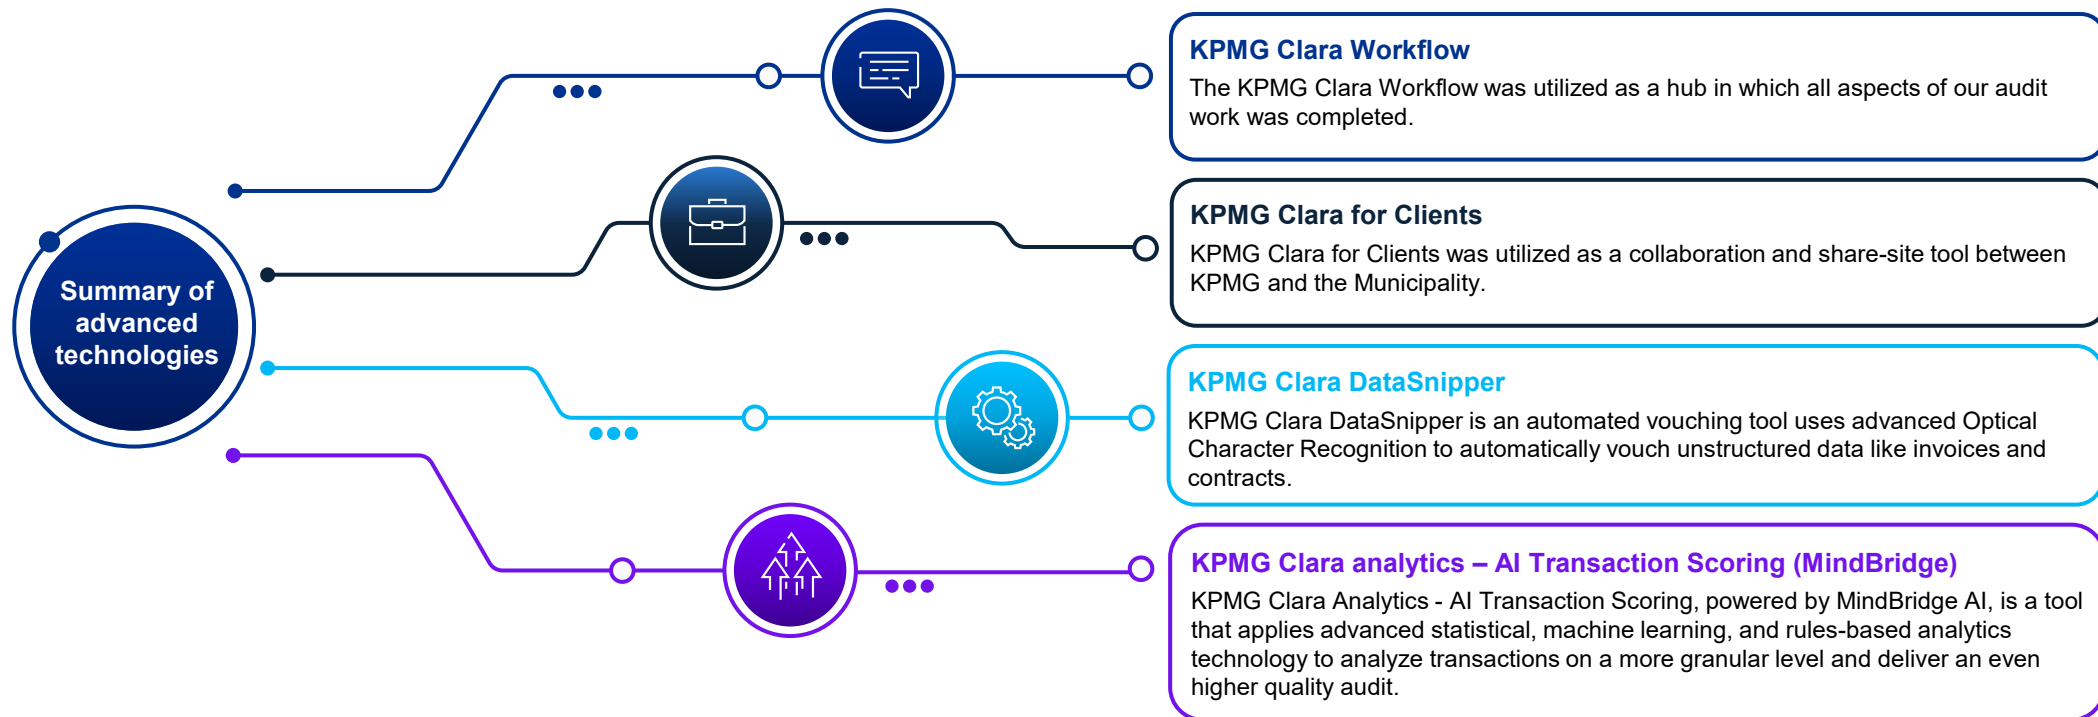 Summary of
advanced
technologies
KPMG Clara Workflow
The KPMG Clara Workflow was utilized as a hub in which all aspects of our audit
work was completed.
KPMG Clara for Clients
KPMG Clara for Clients was utilized as a collaboration and share-site tool between
KPMG and the Municipality.
KPMG Clara DataSnipper
KPMG Clara DataSnipper is an automated vouching tool uses advanced Optical
Character Recognition to automatically vouch unstructured data like invoices and
contracts.
KPMG Clara analytics – AI Transaction Scoring (MindBridge)
KPMG Clara Analytics - AI Transaction Scoring, powered by MindBridge AI, is a tool
that applies advanced statistical, machine learning, and rules-based analytics
technology to analyze transactions on a more granular level and deliver an even
higher quality audit.